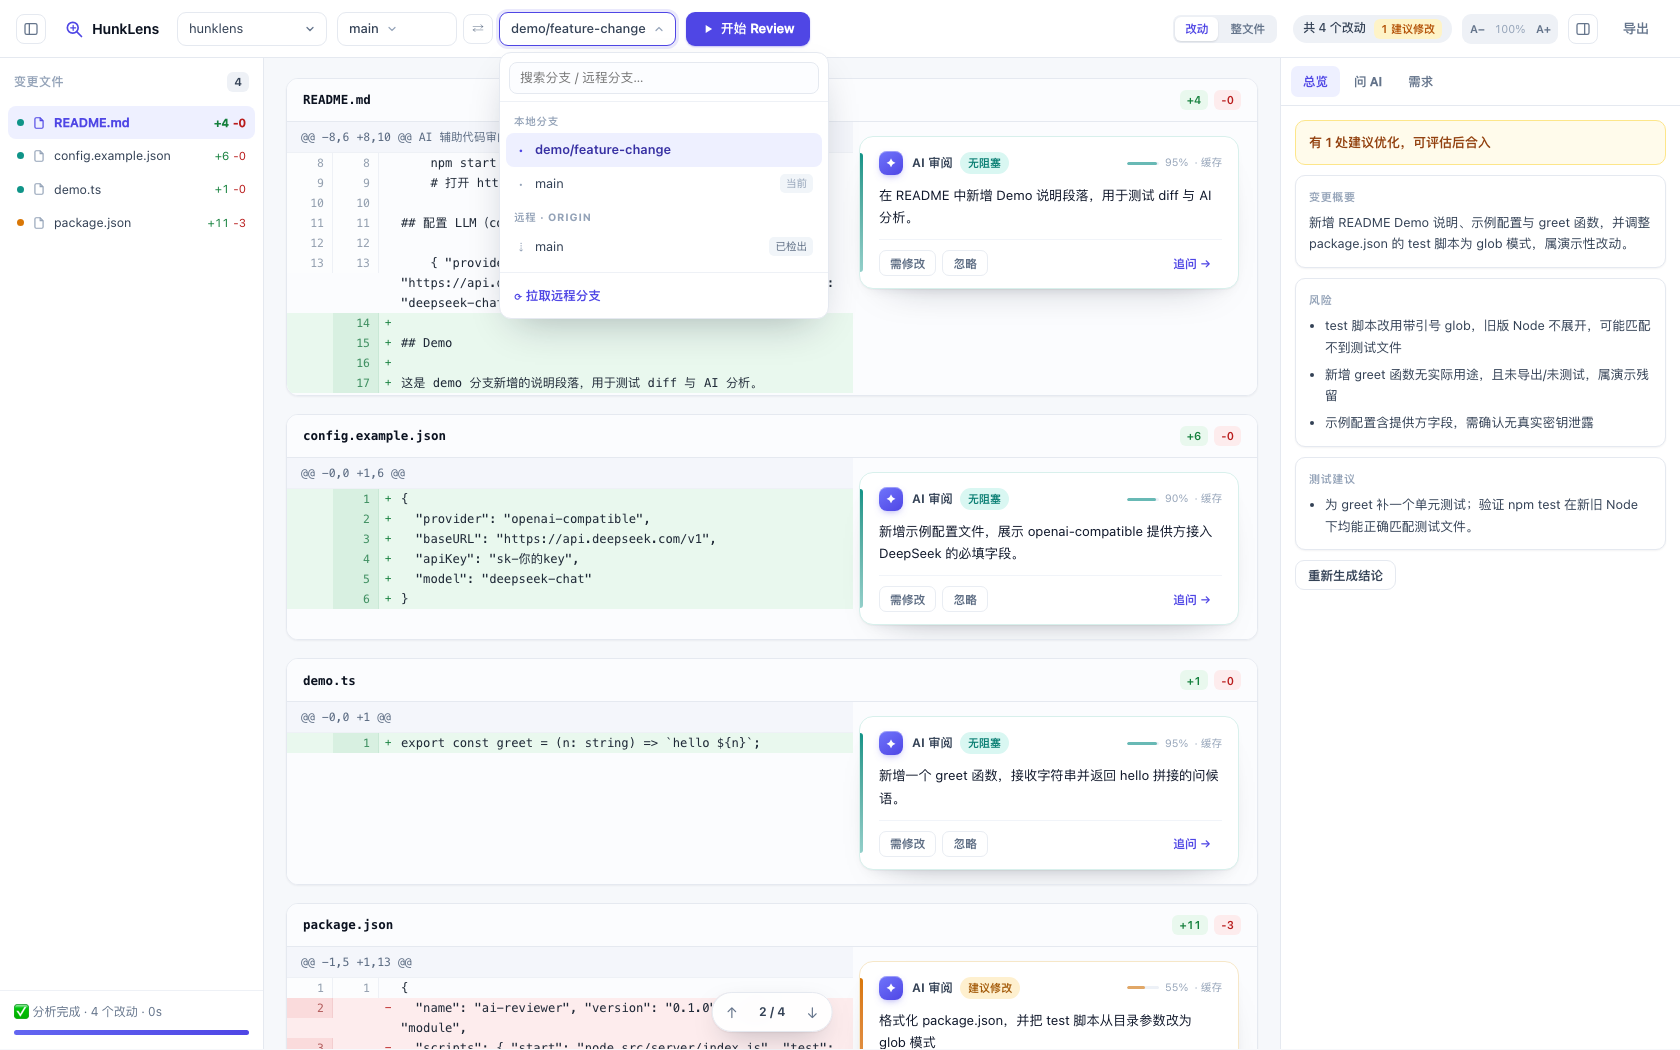 HunkLens
hunklens
main
demo/feature-change
开始 Review
改动
整文件
共 4 个改动
1 建议修改
A−
100%
A+
导出
变更文件
4
README.md
+4 -0
config.example.json
+6 -0
demo.ts
+1 -0
package.json
+11 -3
✅ 分析完成 · 4 个改动 · 0s
搜索分支 / 远程分支...
本地分支
demo/feature-change
main
当前
远程 · ORIGIN
main
已检出
拉取远程分支
README.md
+4
-0
@@ −8,6 +8,10 @@ AI 辅助代码审
8 8 npm start
9 9 # 打开 htt
10 10
11 11 ## 配置 LLM (c
12 12
13 13 { "provid
"https://api.
"deepseek-cha
14 +
15 + ## Demo
16 +
17 + 这是 demo 分支新增的说明段落，用于测试 diff 与 AI 分析。
AI 审阅
无阻塞
95% · 缓存
在 README 中新增 Demo 说明段落，用于测试 diff 与 AI
分析。
需修改
忽略
追问 →
config.example.json
+6
-0
@@ −0,0 +1,6 @@
1 + {
2 + "provider": "openai-compatible",
3 + "baseURL": "https://api.deepseek.com/v1",
4 + "apiKey": "sk-你的key",
5 + "model": "deepseek-chat"
6 + }
AI 审阅
无阻塞
90% · 缓存
新增示例配置文件，展示 openai-compatible 提供方接入
DeepSeek 的必填字段。
需修改
忽略
追问 →
demo.ts
+1
-0
@@ −0,0 +1 @@
1 + export const greet = (n: string) => `hello ${n}`;
AI 审阅
无阻塞
95% · 缓存
新增一个 greet 函数，接收字符串并返回 hello 拼接的问候
语。
需修改
忽略
追问 →
package.json
+11
-3
@@ −1,5 +1,13 @@
1 1 {
2 − "name": "ai-reviewer", "version": "0.1.0"
"module",
3 − "scripts": { "start": "node src/server/index.js", "test":
↑ 2 / 4 ↓
AI 审阅
建议修改
55% · 缓存
格式化 package.json，并把 test 脚本从目录参数改为
glob 模式
总览
问 AI
需求
有 1 处建议优化，可评估后合入
变更概要
新增 README Demo 说明、示例配置与 greet 函数，并调整
package.json 的 test 脚本为 glob 模式，属演示性改动。
风险
• test 脚本改用带引号 glob，旧版 Node 不展开，可能匹配
不到测试文件
• 新增 greet 函数无实际用途，且未导出/未测试，属演示残
留
• 示例配置含提供方字段，需确认无真实密钥泄露
测试建议
• 为 greet 补一个单元测试；验证 npm test 在新旧 Node
下均能正确匹配测试文件。
重新生成结论